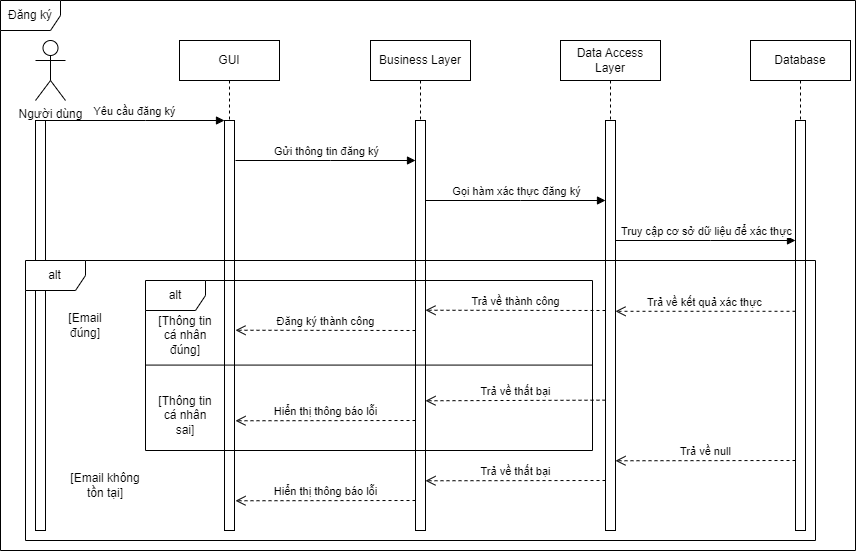 Đăng ký
GUI
Business Layer
Data Access
Layer
Database
Người dùng
Yêu cầu đăng ký
Gửi thông tin đăng ký
Gọi hàm xác thực đăng ký
Truy cập cơ sở dữ liệu để xác thực
alt
alt
[Email
đúng]
[Thông tin
cá nhân
đúng]
Trả về thành công
Trả về kết quả xác thực
Đăng ký thành công
[Thông tin
cá nhân
sai]
Trả về thất bại
Hiển thị thông báo lỗi
Trả về null
[Email không
tồn tại]
Trả về thất bại
Hiển thị thông báo lỗi